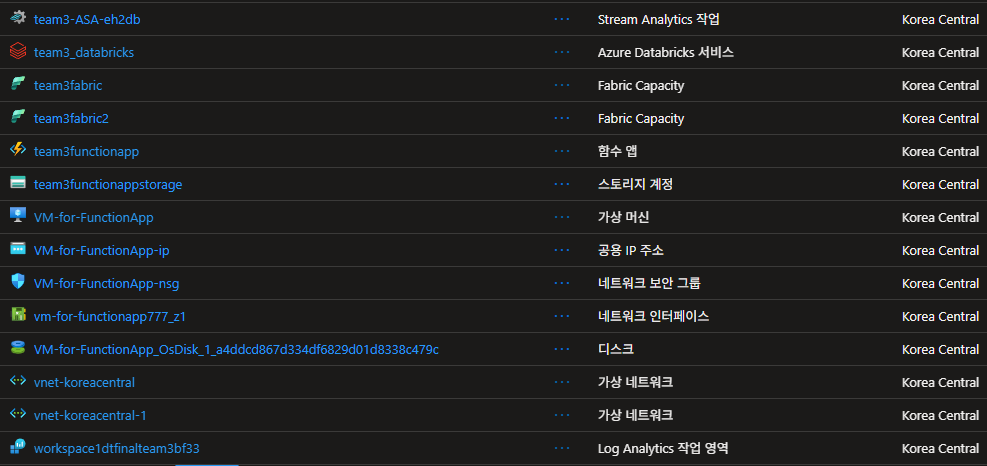 team3-ASA-eh2db ··· Stream Analytics 작업 Korea Central
team3_databricks ··· Azure Databricks 서비스 Korea Central
team3fabric ··· Fabric Capacity Korea Central
team3fabric2 ··· Fabric Capacity Korea Central
team3functionapp ··· 함수 앱 Korea Central
team3functionappstorage ··· 스토리지 계정 Korea Central
VM-for-FunctionApp ··· 가상 머신 Korea Central
VM-for-FunctionApp-ip ··· 공용 IP 주소 Korea Central
VM-for-FunctionApp-nsg ··· 네트워크 보안 그룹 Korea Central
vm-for-functionapp777_z1 ··· 네트워크 인터페이스 Korea Central
VM-for-FunctionApp_OsDisk_1_a4ddcd867d334df6829d01d8338c479c ··· 디스크 Korea Central
vnet-koreacentral ··· 가상 네트워크 Korea Central
vnet-koreacentral-1 ··· 가상 네트워크 Korea Central
workspace1dtfinalteam3bf33 ··· Log Analytics 작업 영역 Korea Central